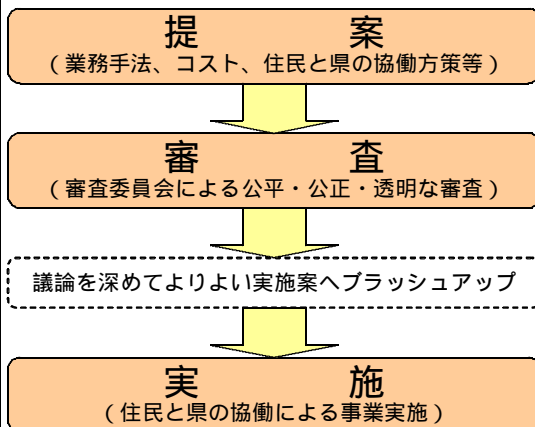 提　案
（業務手法、コスト、住民と県の協働方策等）
審　査
（審査委員会による公平・公正・透明な審査）
議論を深めてよりよい実施案へブラッシュアップ
実　施
（住民と県の協働による事業実施）